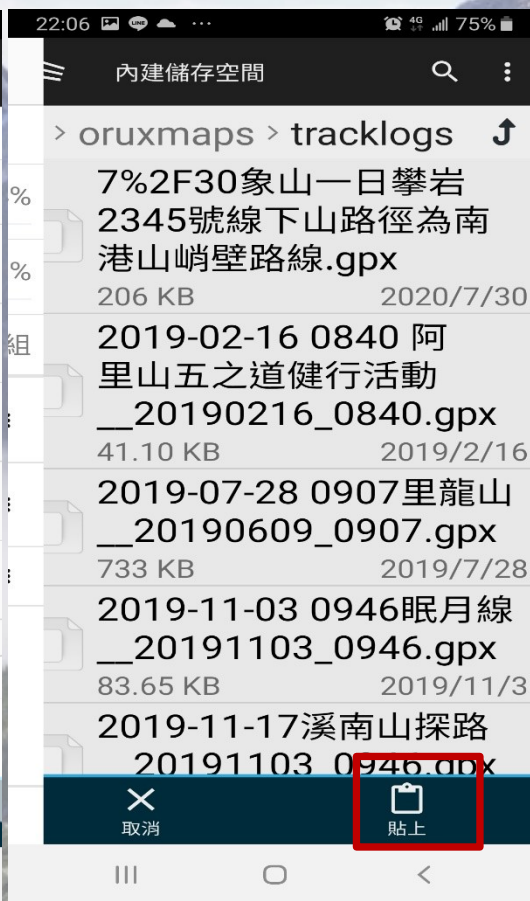 22:06 LINE ... 4G 75%
內建儲存空間
> oruxmaps > tracklogs
%
7%2F30象山一日攀岩
2345號線下山路徑為南
%
港山峭壁路線.gpx
206 KB 2020/7/30
組
2019-02-16 0840 阿
里山五之道健行活動
__20190216_0840.gpx
41.10 KB 2019/2/16
2019-07-28 0907里龍山
__20190609_0907.gpx
733 KB 2019/7/28
2019-11-03 0946眠月線
__20191103_0946.gpx
83.65 KB 2019/11/3
2019-11-17溪南山探路
__20191103_0946.gpx
取消 貼上